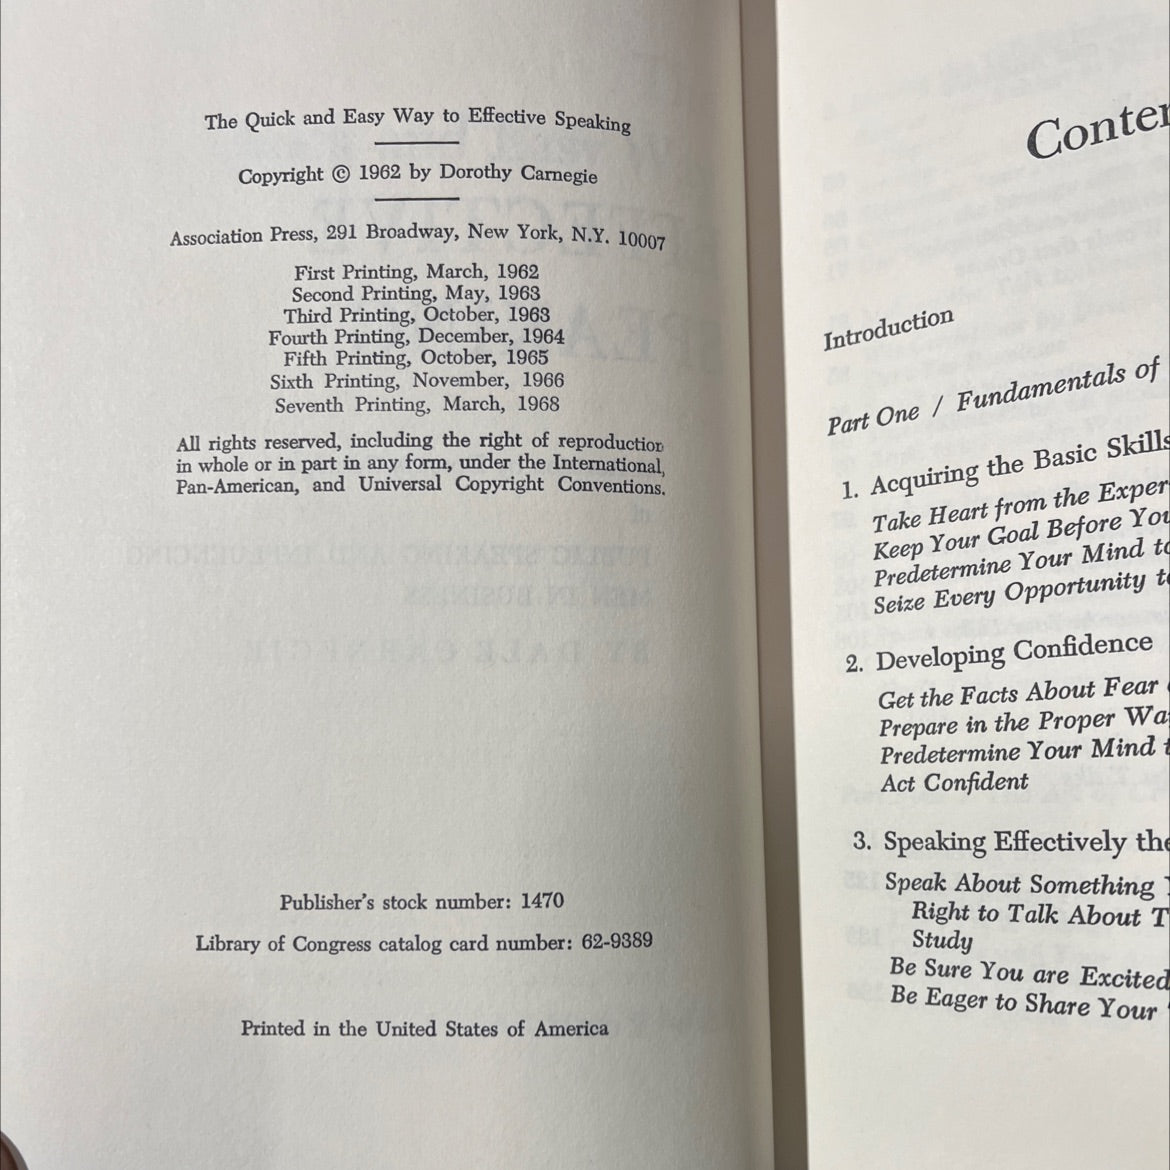 The Quick and Easy Way to Effective Speaking
Copyright © 1962 by Dorothy Carnegie
Association Press, 291 Broadway, New York, N.Y. 10007
First Printing, March, 1962
Second Printing, May, 1963
Third Printing, October, 1963
Fourth Printing, December, 1964
Fifth Printing, October, 1965
Sixth Printing, November, 1966
Seventh Printing, March, 1968
All rights reserved, including the right of reproduction
in whole or in part in any form, under the International,
Pan-American, and Universal Copyright Conventions.
Publisher's stock number: 1470
Library of Congress catalog card number: 62-9389
Printed in the United States of America
Introduction
Part One / Fundamentals of
1. Acquiring the Basic Skills
Take Heart from the
Keep Your Goal Before
Predetermine Your Mind
Seize Every Opportunity
2. Developing Confidence
Get the Facts About Fear
Prepare in the Proper
Predetermine Your Mind
Act Confident
3. Speaking Effectively
Speak About Something
Right to Talk About
Study
Be Sure You are Excited
Be Eager to Share Your